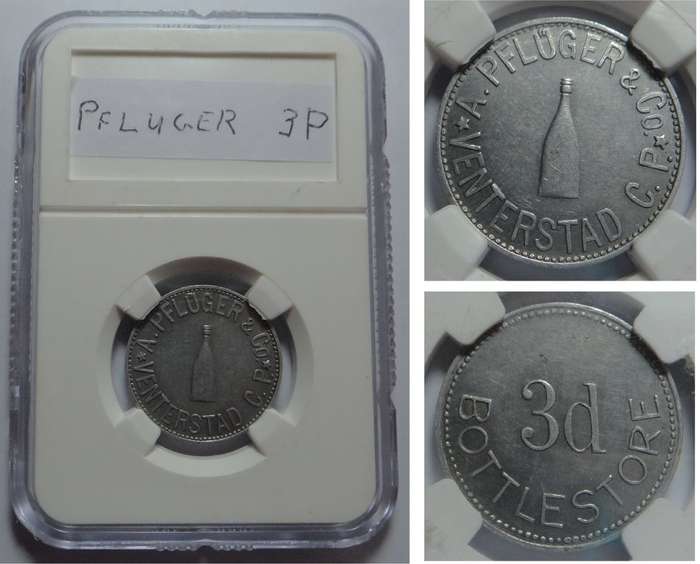 PFLUGER 3P
★ A. PFLÜGER & Co. ★
VENTERSTAD C. P.
★ A. PFLÜGER & Co. ★
VENTERSTAD C. P.
3d
BOTTLESTORE